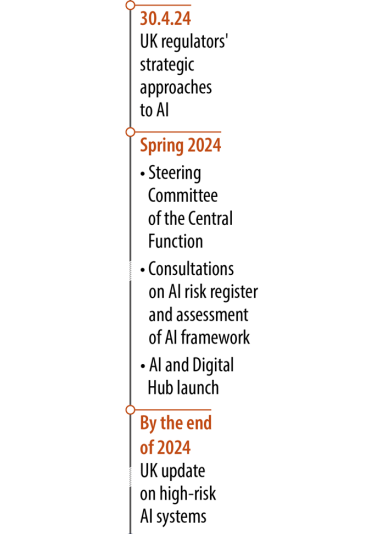 30.4.24
UK regulators'
strategic
approaches
to AI
Spring 2024
• Steering
Committee
of the Central
Function
• Consultations
on AI risk register
and assessment
of AI framework
• AI and Digital
Hub launch
By the end
of 2024
UK update
on high-risk
AI systems